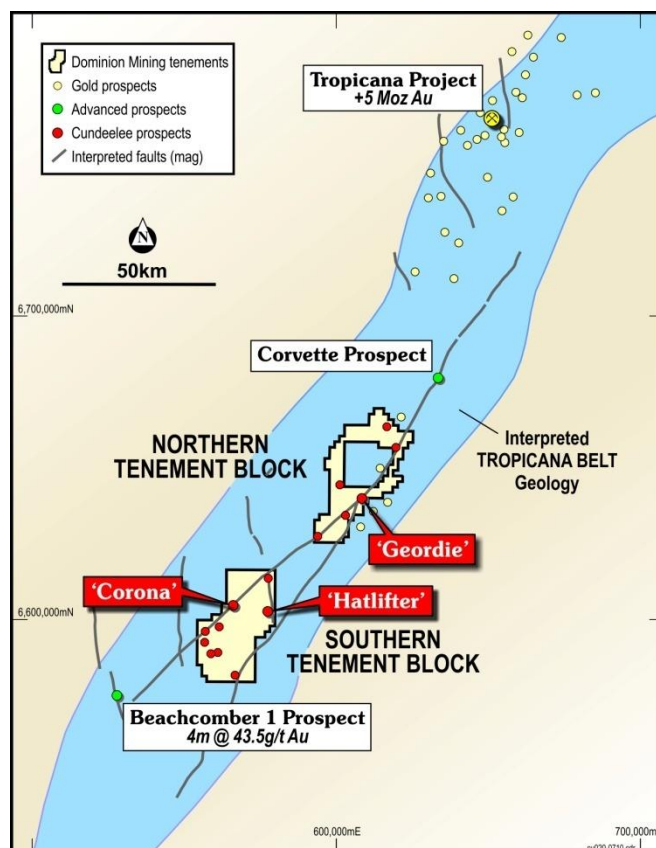 Dominion Mining tenements
Gold prospects
Advanced prospects
Cundeelee prospects
Interpreted faults (mag)
Tropicana Project
+5 Moz Au
N
50km
6,700,000mN
Corvette Prospect
NORTHERN
TENEMENT BLOCK
Interpreted
TROPICANA BELT
Geology
'Geordie'
'Corona'
'Hatlifter'
6,600,000mN
SOUTHERN
TENEMENT BLOCK
Beachcomber 1 Prospect
4m @ 43.5g/t Au
600,000mE
700,000m